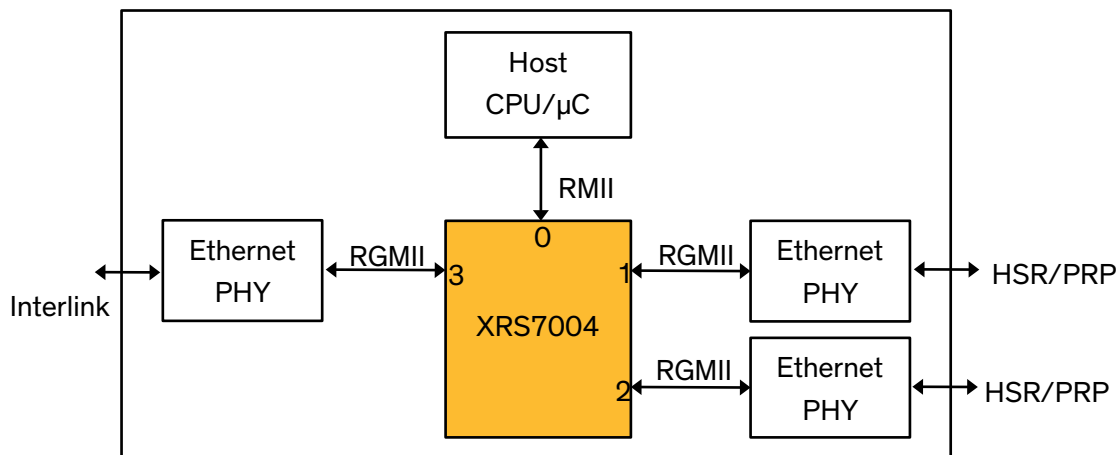 Host
CPU/µC
RMII
Ethernet
PHY
RGMII
0
3
1
RGMII
Ethernet
PHY
Interlink
HSR/PRP
XRS7004
2
RGMII
Ethernet
PHY
HSR/PRP